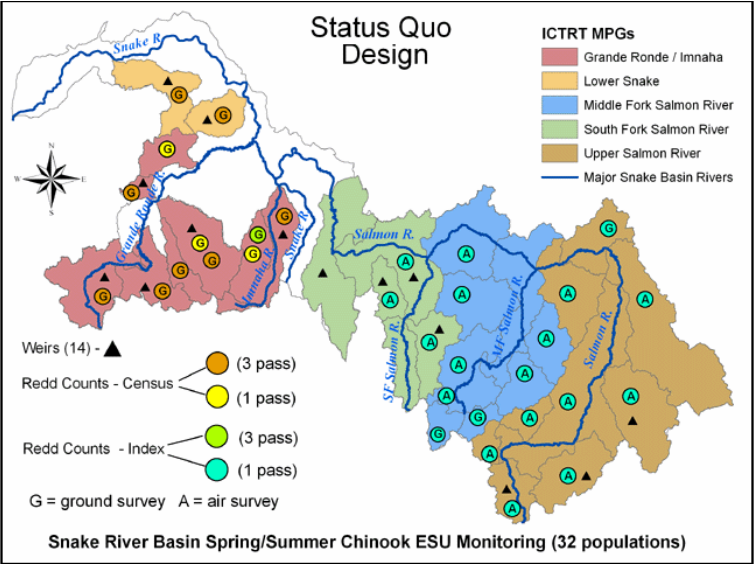 Status Quo
Design
ICTRT MPGs
Grande Ronde / Imnaha
Lower Snake
Middle Fork Salmon River
South Fork Salmon River
Upper Salmon River
Major Snake Basin Rivers
Snake R.
G
G
G
N
W E
S
G
Grande Ronde R.
G
G
G
G
G
G
G
G
Imnaha R.
Snake R.
Salmon R.
A
A
A
SF Salmon R.
A
A
A
A
A
A
G
G
MF Salmon R.
G
A
A
Salmon R.
A
A
A
A
A
A
Weirs (14) -
Redd Counts - Census
(3 pass)
(1 pass)
Redd Counts - Index
(3 pass)
(1 pass)
G = ground survey A = air survey
Snake River Basin Spring/Summer Chinook ESU Monitoring (32 populations)